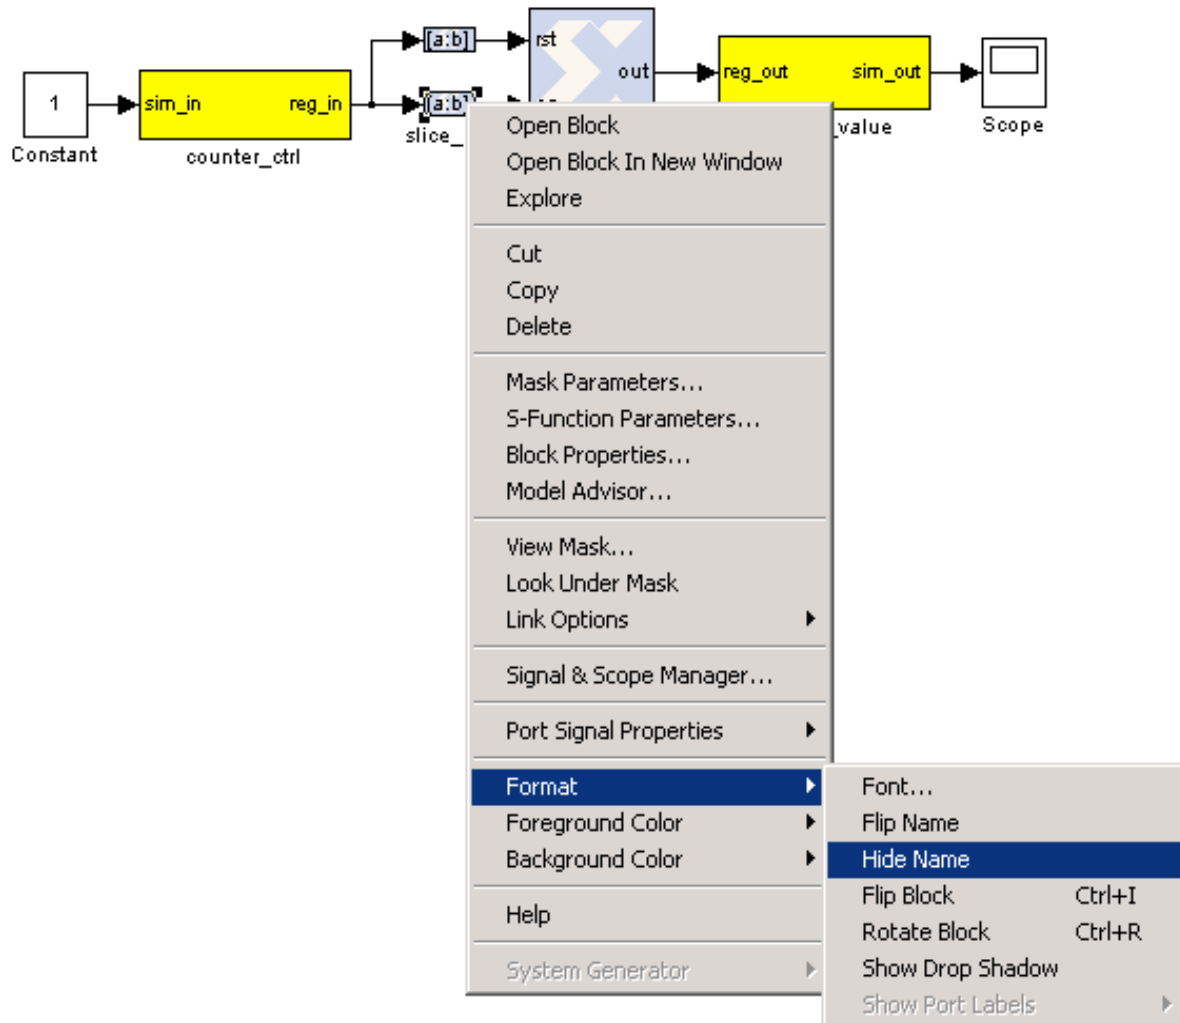 [a:b]
rst
1
sim_in
reg_in
[a:b]
out
reg_out
sim_out
Constant
counter_ctrl
slice_
_value
Scope
Open Block
Open Block In New Window
Explore
Cut
Copy
Delete
Mask Parameters...
S-Function Parameters...
Block Properties...
Model Advisor...
View Mask...
Look Under Mask
Link Options
Signal & Scope Manager...
Port Signal Properties
Format
Foreground Color
Background Color
Help
System Generator
Font...
Flip Name
Hide Name
Flip Block Ctrl+I
Rotate Block Ctrl+R
Show Drop Shadow
Show Port Labels